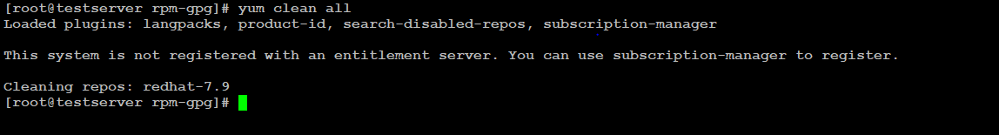 [root@testserver rpm-gpg]# yum clean all
Loaded plugins: langpacks, product-id, search-disabled-repos, subscription-manager
This system is not registered with an entitlement server. You can use subscription-manager to register.
Cleaning repos: redhat-7.9
[root@testserver rpm-gpg]#